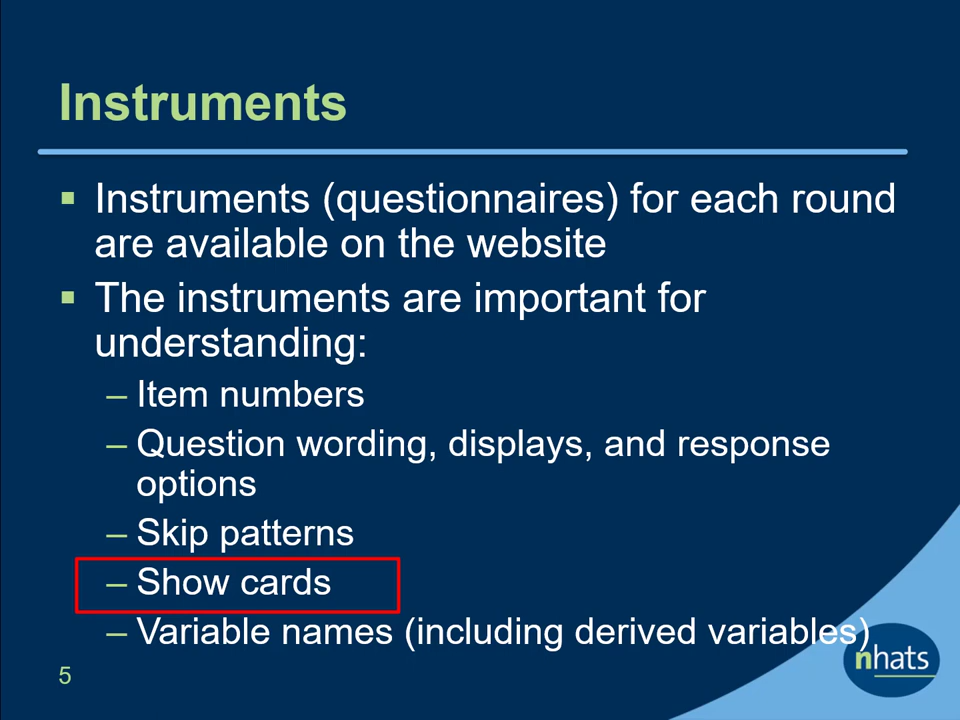 Instruments
▪ Instruments (questionnaires) for each round
are available on the website
▪ The instruments are important for
understanding:
– Item numbers
– Question wording, displays, and response
options
– Skip patterns
– Show cards
– Variable names (including derived variables)
5
nhats